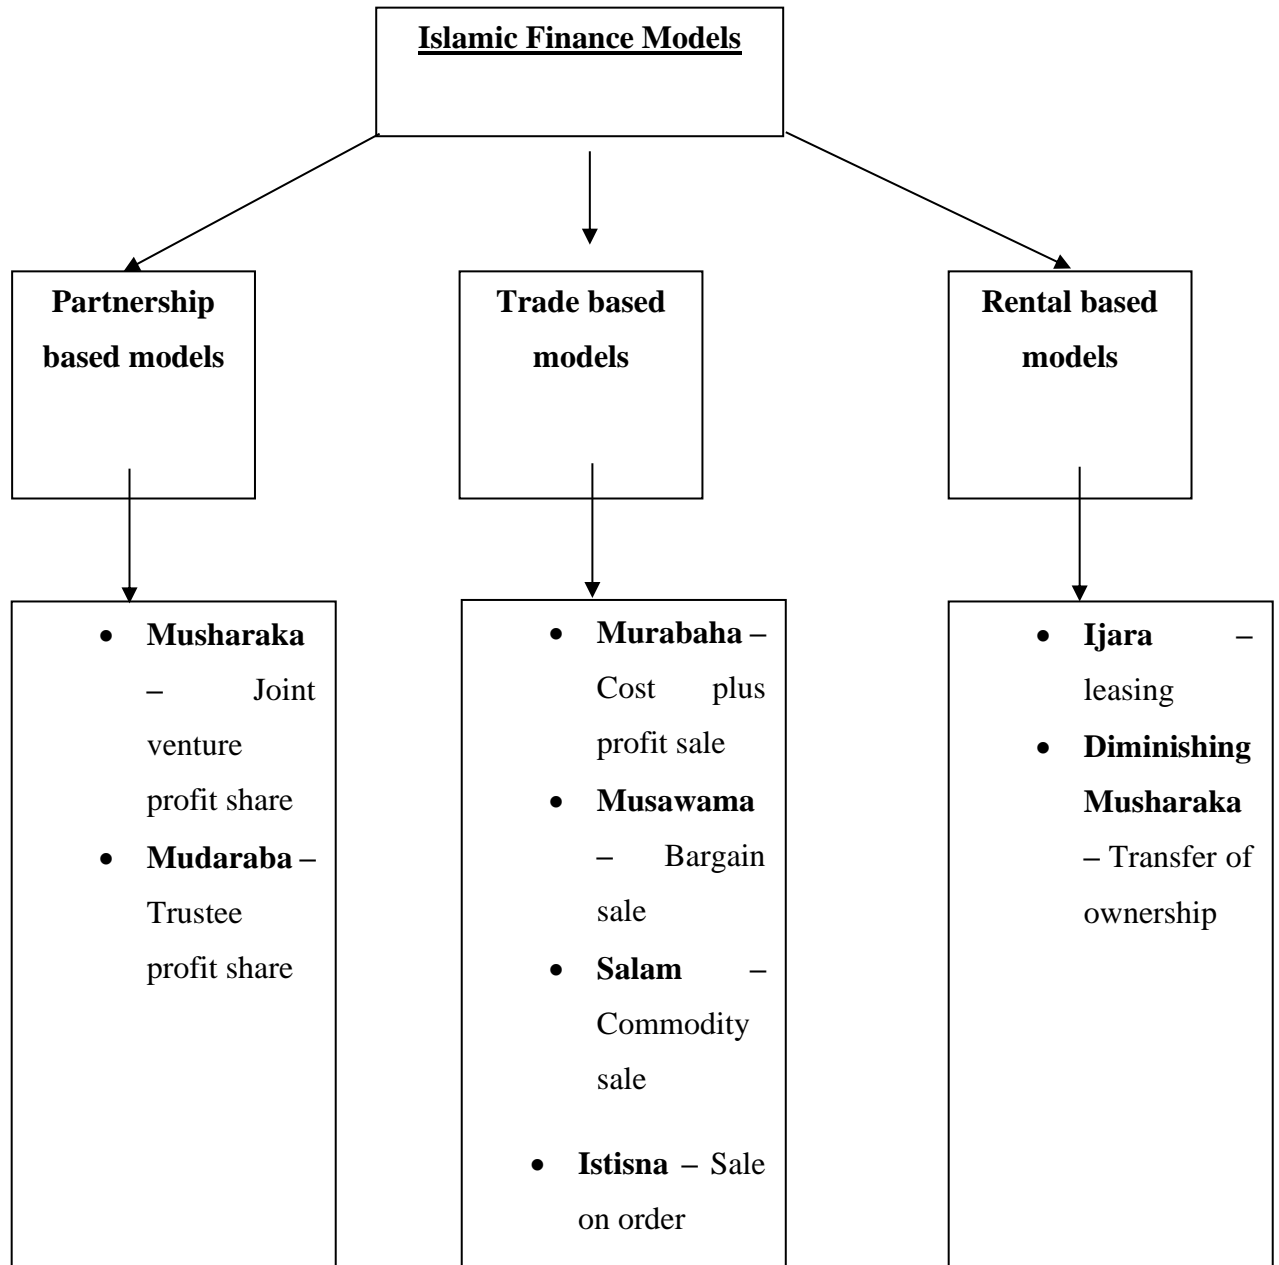 Islamic Finance Models
Partnership
based models
Trade based
models
Rental based
models
• Musharaka
– Joint
venture
profit share
• Mudaraba –
Trustee
profit share
• Murabaha –
Cost plus
profit sale
• Musawama
– Bargain
sale
• Salam –
Commodity
sale
• Istisna – Sale
on order
• Ijara –
leasing
• Diminishing
Musharaka
– Transfer of
ownership